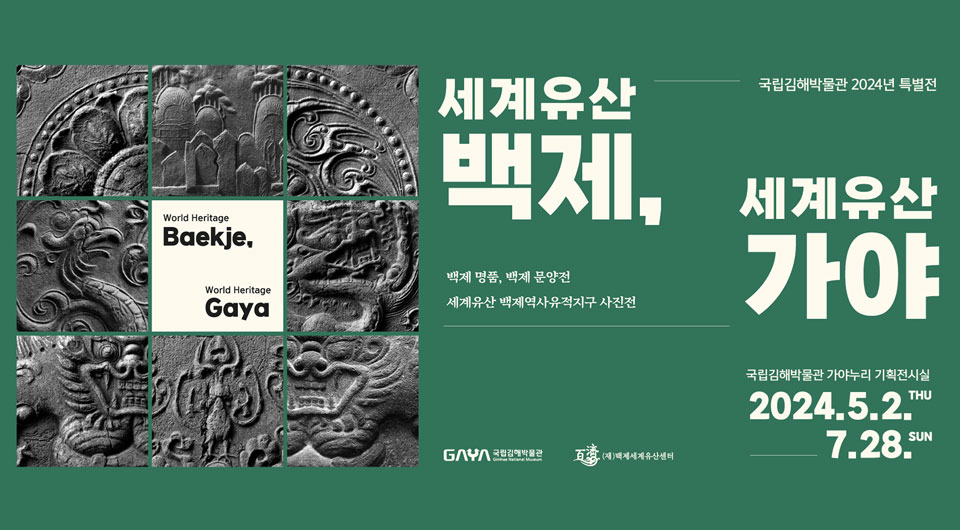 World Heritage
Baekje,
World Heritage
Gaya
세계유산
백제,
국립김해박물관 2024년 특별전
세계유산
가야
백제 명품, 백제 문양전
세계유산 백제역사유적지구 사진전
국립김해박물관 가야누리 기획전시실
2024.5.2. THU
7.28. SUN
GAYA 국립김해박물관
Gimhae National Museum
百濟 (재)백제세계유산센터